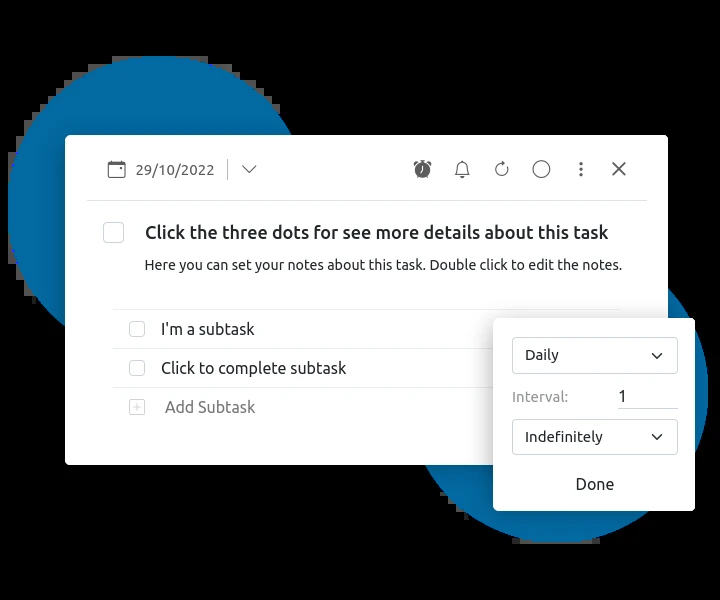 29/10/2022
Click the three dots for see more details about this task
Here you can set your notes about this task. Double click to edit the notes.
I'm a subtask
Click to complete subtask
Add Subtask
Daily
Interval: 1
Indefinitely
Done